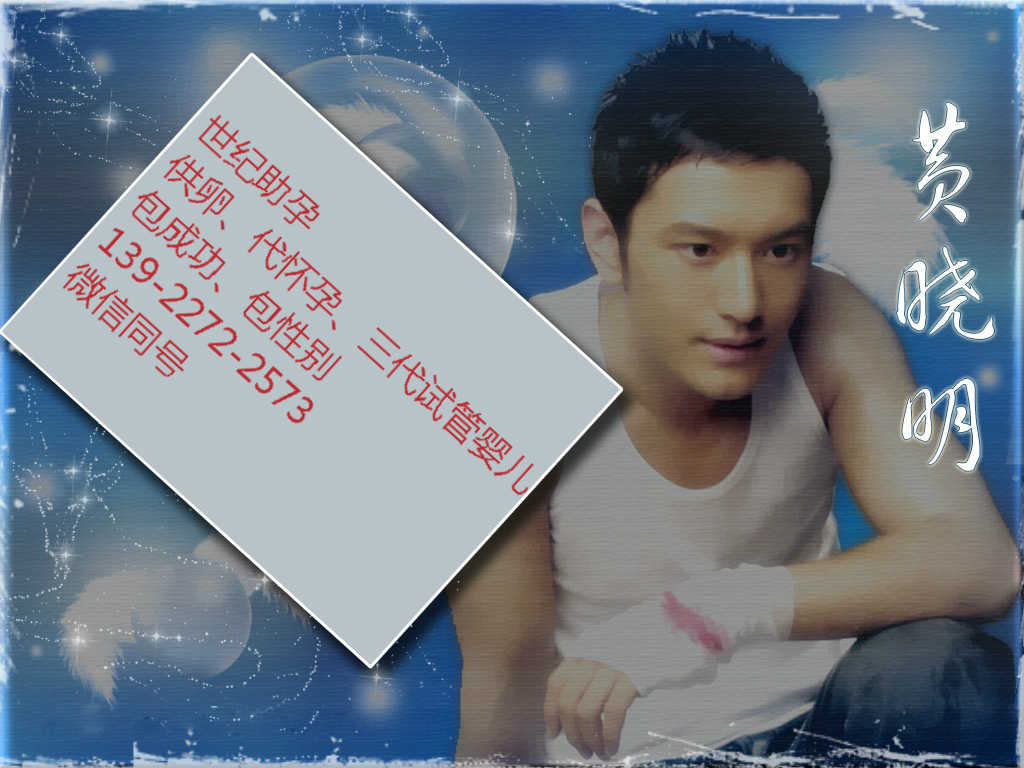 世纪助孕
供卵、代怀孕、三代试管婴儿
包成功、包性别
139-2272-2573
微信同号
黄晓明